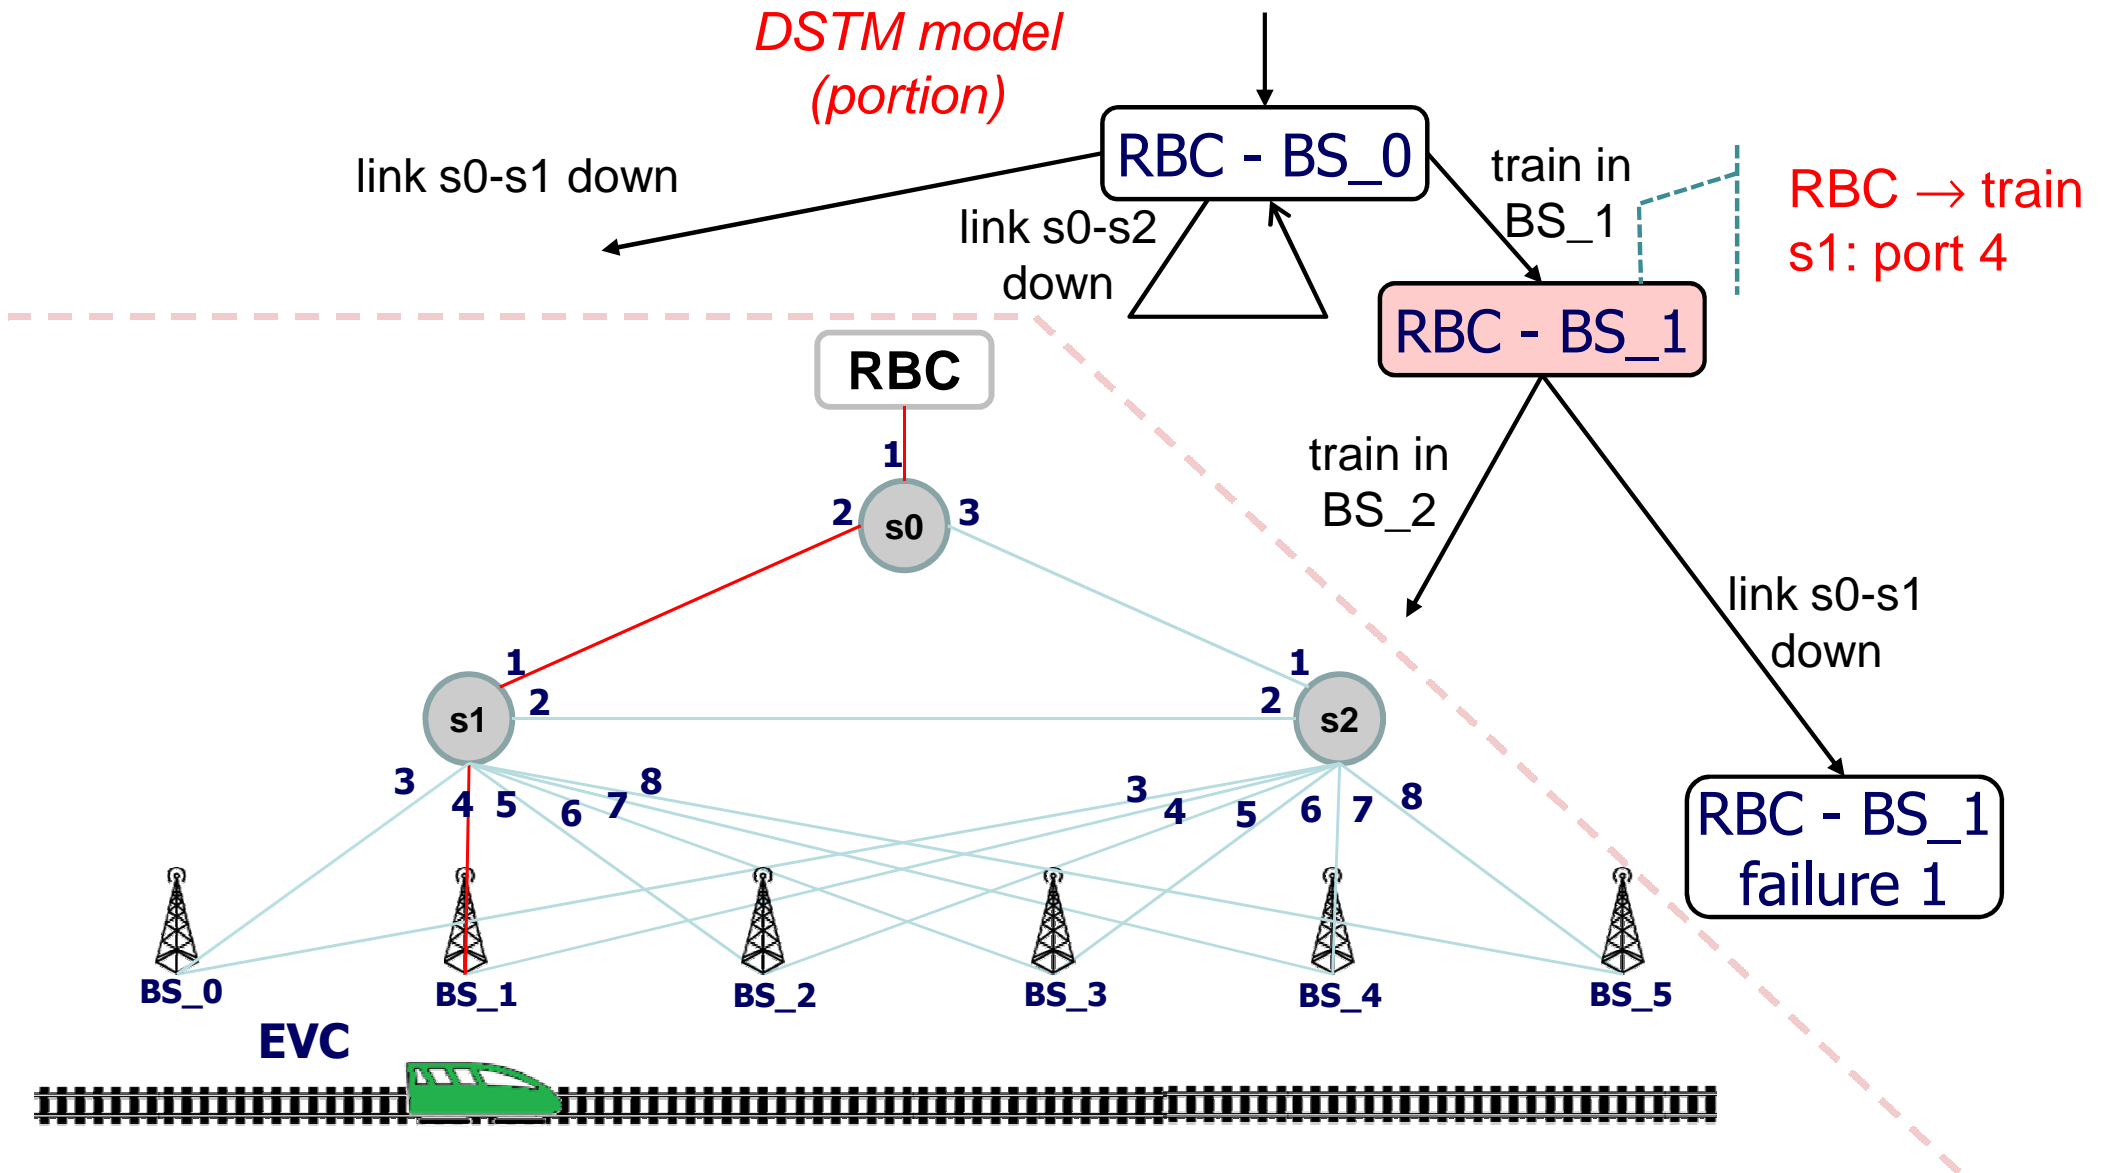 DSTM model
(portion)
RBC - BS_0
link s0-s1 down
link s0-s2
down
train in
BS_1
RBC → train
s1: port 4
RBC - BS_1
train in
BS_2
link s0-s1
down
RBC - BS_1
failure 1
RBC
1
2
s0
3
1
2
s1
1
2
s2
3
4
5
6
7
8
3
4
5
6
7
8
BS_0
BS_1
BS_2
BS_3
BS_4
BS_5
EVC